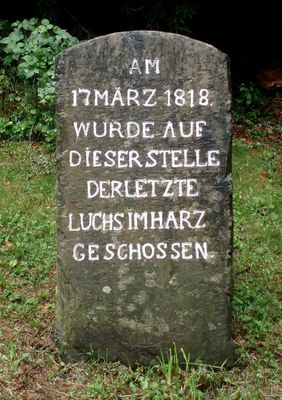 AM
17 MÄRZ 1818.
WURDE AUF
DIESER STELLE
DER LETZTE
LUCHS IM HARZ
GESCHOSSEN.